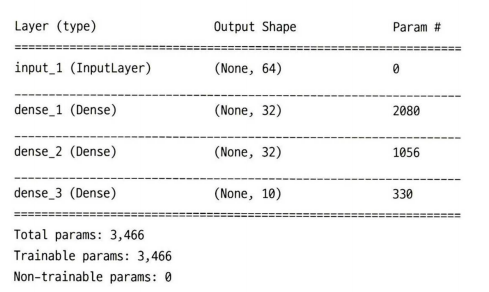 Layer (type) Output Shape Param #
=================================================================
input_1 (InputLayer) (None, 64) 0
_________________________________________________________________
dense_1 (Dense) (None, 32) 2080
_________________________________________________________________
dense_2 (Dense) (None, 32) 1056
_________________________________________________________________
dense_3 (Dense) (None, 10) 330
=================================================================
Total params: 3,466
Trainable params: 3,466
Non-trainable params: 0